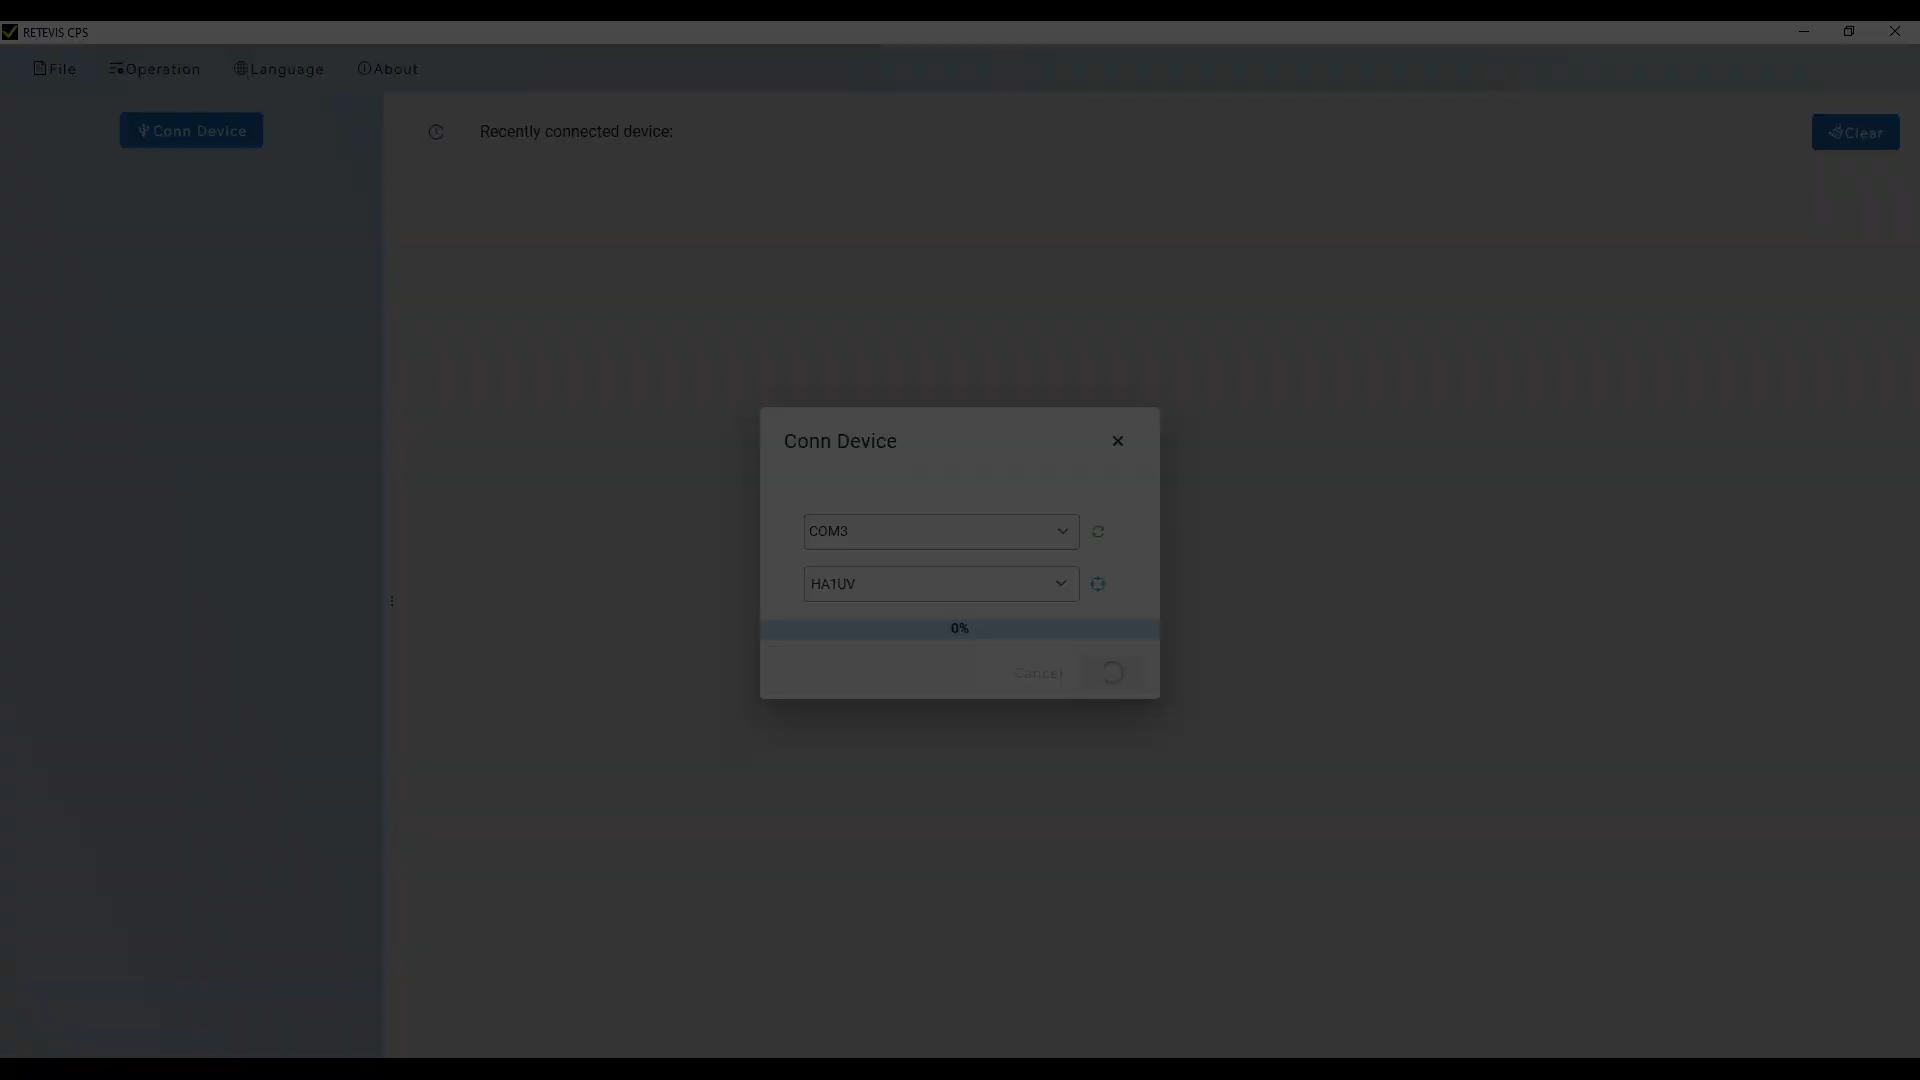 RETEVIS CPS
File Operation Language About
Conn Device
Recently connected device:
Clear
Conn Device
COM3
HA1UV
0%
Cancel